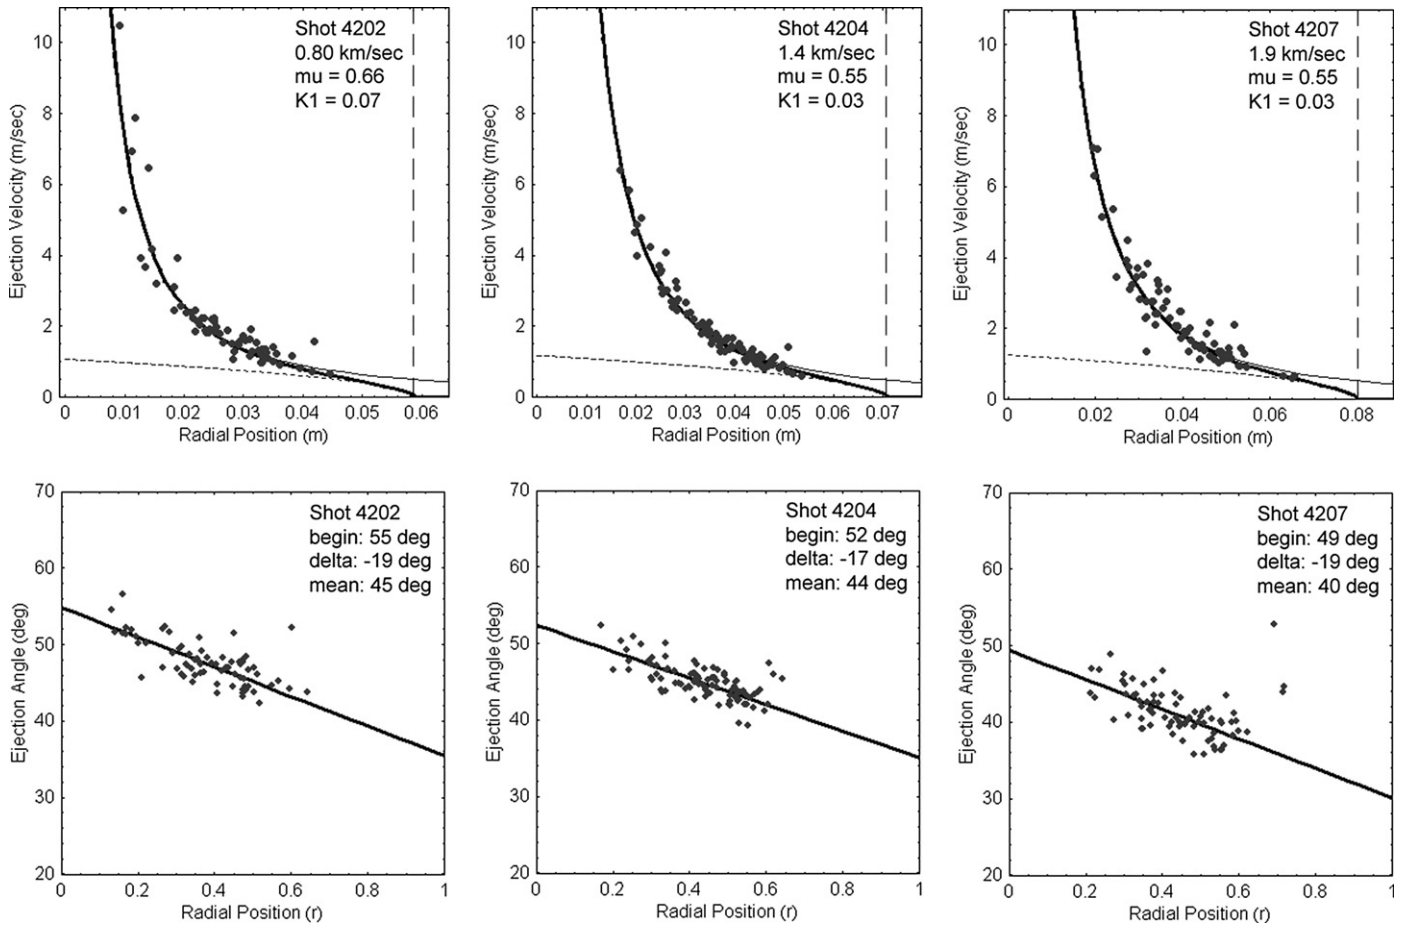 Shot 4202
0.80 km/sec
mu = 0.66
K1 = 0.07
10
8
6
4
2
0
Ejection Velocity (m/sec)
0 0.01 0.02 0.03 0.04 0.05 0.06
Radial Position (m)
Shot 4204
1.4 km/sec
mu = 0.55
K1 = 0.03
10
8
6
4
2
0
Ejection Velocity (m/sec)
0 0.01 0.02 0.03 0.04 0.05 0.06 0.07
Radial Position (m)
Shot 4207
1.9 km/sec
mu = 0.55
K1 = 0.03
10
8
6
4
2
0
Ejection Velocity (m/sec)
0 0.02 0.04 0.06 0.08
Radial Position (m)
Shot 4202
begin: 55 deg
delta: -19 deg
mean: 45 deg
70
60
50
40
30
20
Ejection Angle (deg)
0 0.2 0.4 0.6 0.8 1
Radial Position (r)
Shot 4204
begin: 52 deg
delta: -17 deg
mean: 44 deg
70
60
50
40
30
20
Ejection Angle (deg)
0 0.2 0.4 0.6 0.8 1
Radial Position (r)
Shot 4207
begin: 49 deg
delta: -19 deg
mean: 40 deg
70
60
50
40
30
20
Ejection Angle (deg)
0 0.2 0.4 0.6 0.8 1
Radial Position (r)